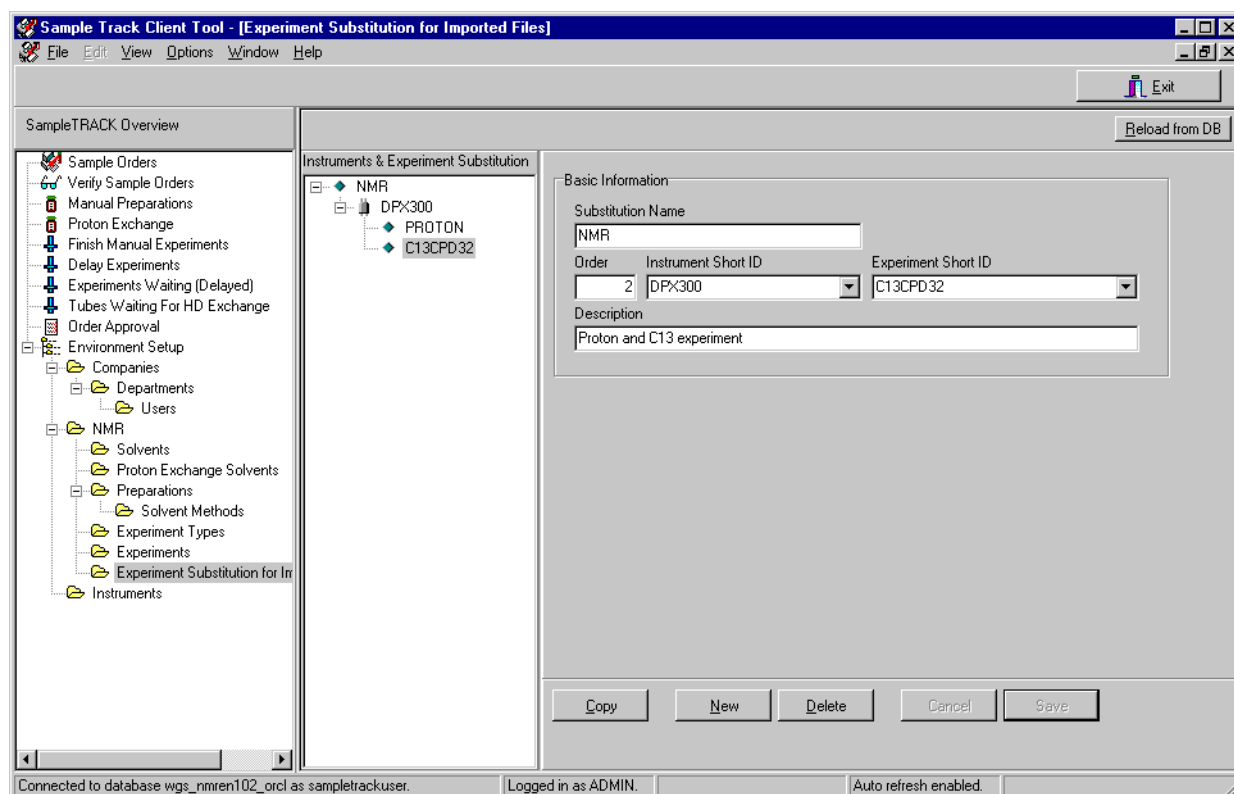 Sample Track Client Tool - [Experiment Substitution for Imported Files]
File Edit View Options Window Help
Exit
SampleTRACK Overview
Reload from DB
Sample Orders
Verify Sample Orders
Manual Preparations
Proton Exchange
Finish Manual Experiments
Delay Experiments
Experiments Waiting (Delayed)
Tubes Waiting For HD Exchange
Order Approval
Environment Setup
Companies
Departments
Users
NMR
Solvents
Proton Exchange Solvents
Preparations
Solvent Methods
Experiment Types
Experiments
Experiment Substitution for Im
Instruments
Instruments & Experiment Substitution
NMR
DPX300
PROTON
C13CPD32
Basic Information
Substitution Name
NMR
Order Instrument Short ID Experiment Short ID
2 DPX300 C13CPD32
Description
Proton and C13 experiment
Copy New Delete Cancel Save
Connected to database wgs_nmren102_orcl as sampletrackuser. Logged in as ADMIN. Auto refresh enabled.